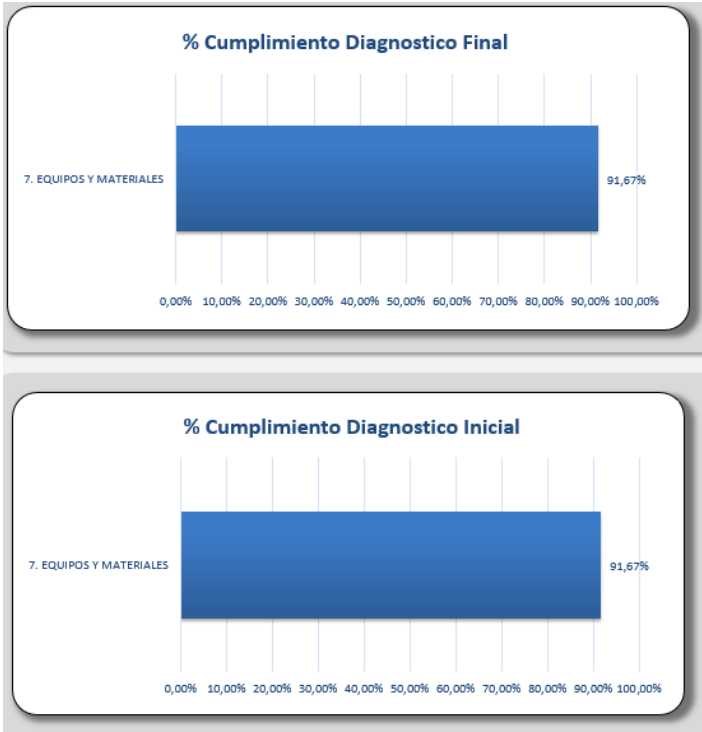 % Cumplimiento Diagnostico Final
7. EQUIPOS Y MATERIALES
91,67%
0,00% 10,00% 20,00% 30,00% 40,00% 50,00% 60,00% 70,00% 80,00% 90,00% 100,00%
% Cumplimiento Diagnostico Inicial
7. EQUIPOS Y MATERIALES
91,67%
0,00% 10,00% 20,00% 30,00% 40,00% 50,00% 60,00% 70,00% 80,00% 90,00% 100,00%